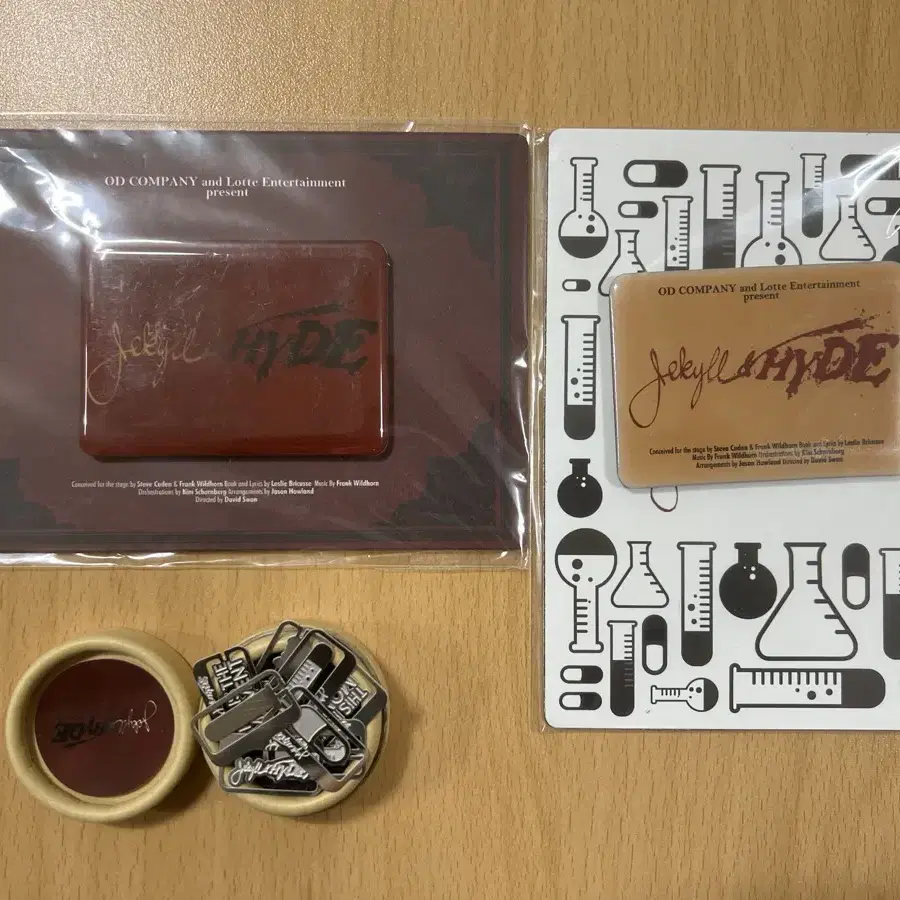 OD COMPANY and Lotte Entertainment
present
Jekyll & HYDE
Conceived for the stage by Steve Cuden & Frank Wildhorn Book and Lyrics by Leslie Bricusse Music By Frank Wildhorn
Orchestrations by Kim Scharnberg Arrangements by Jason Howland
Directed by David Swan
OD COMPANY and Lotte Entertainment
present
Jekyll & HYDE
Conceived for the stage by Steve Cuden & Frank Wildhorn Book and Lyrics by Leslie Bricusse
Music By Frank Wildhorn Orchestrations by Kim Scharnberg
Arrangements by Jason Howland Directed by David Swan
Jekyll & HYDE
THE
THIS
Jekyll & HYDE